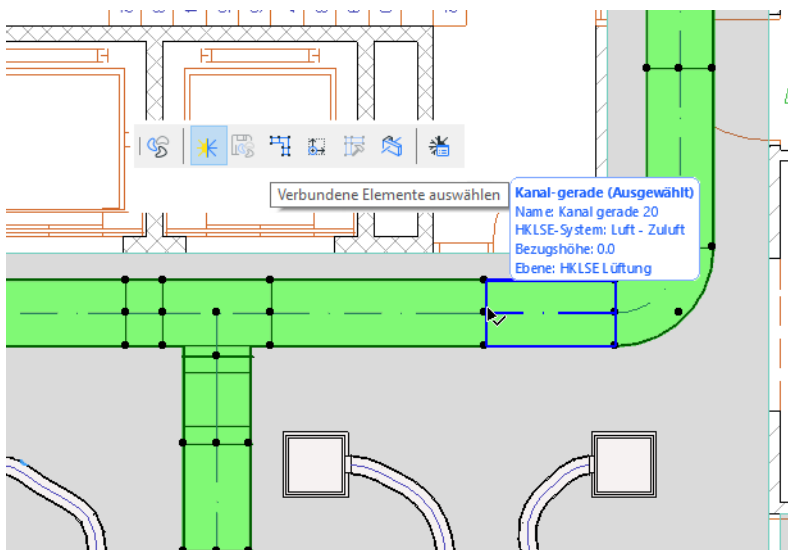 Verbundene Elemente auswählen
Kanal-gerade (Ausgewählt)
Name: Kanal gerade 20
HKLSE-System: Luft - Zuluft
Bezugshöhe: 0.0
Ebene: HKLSE Lüftung